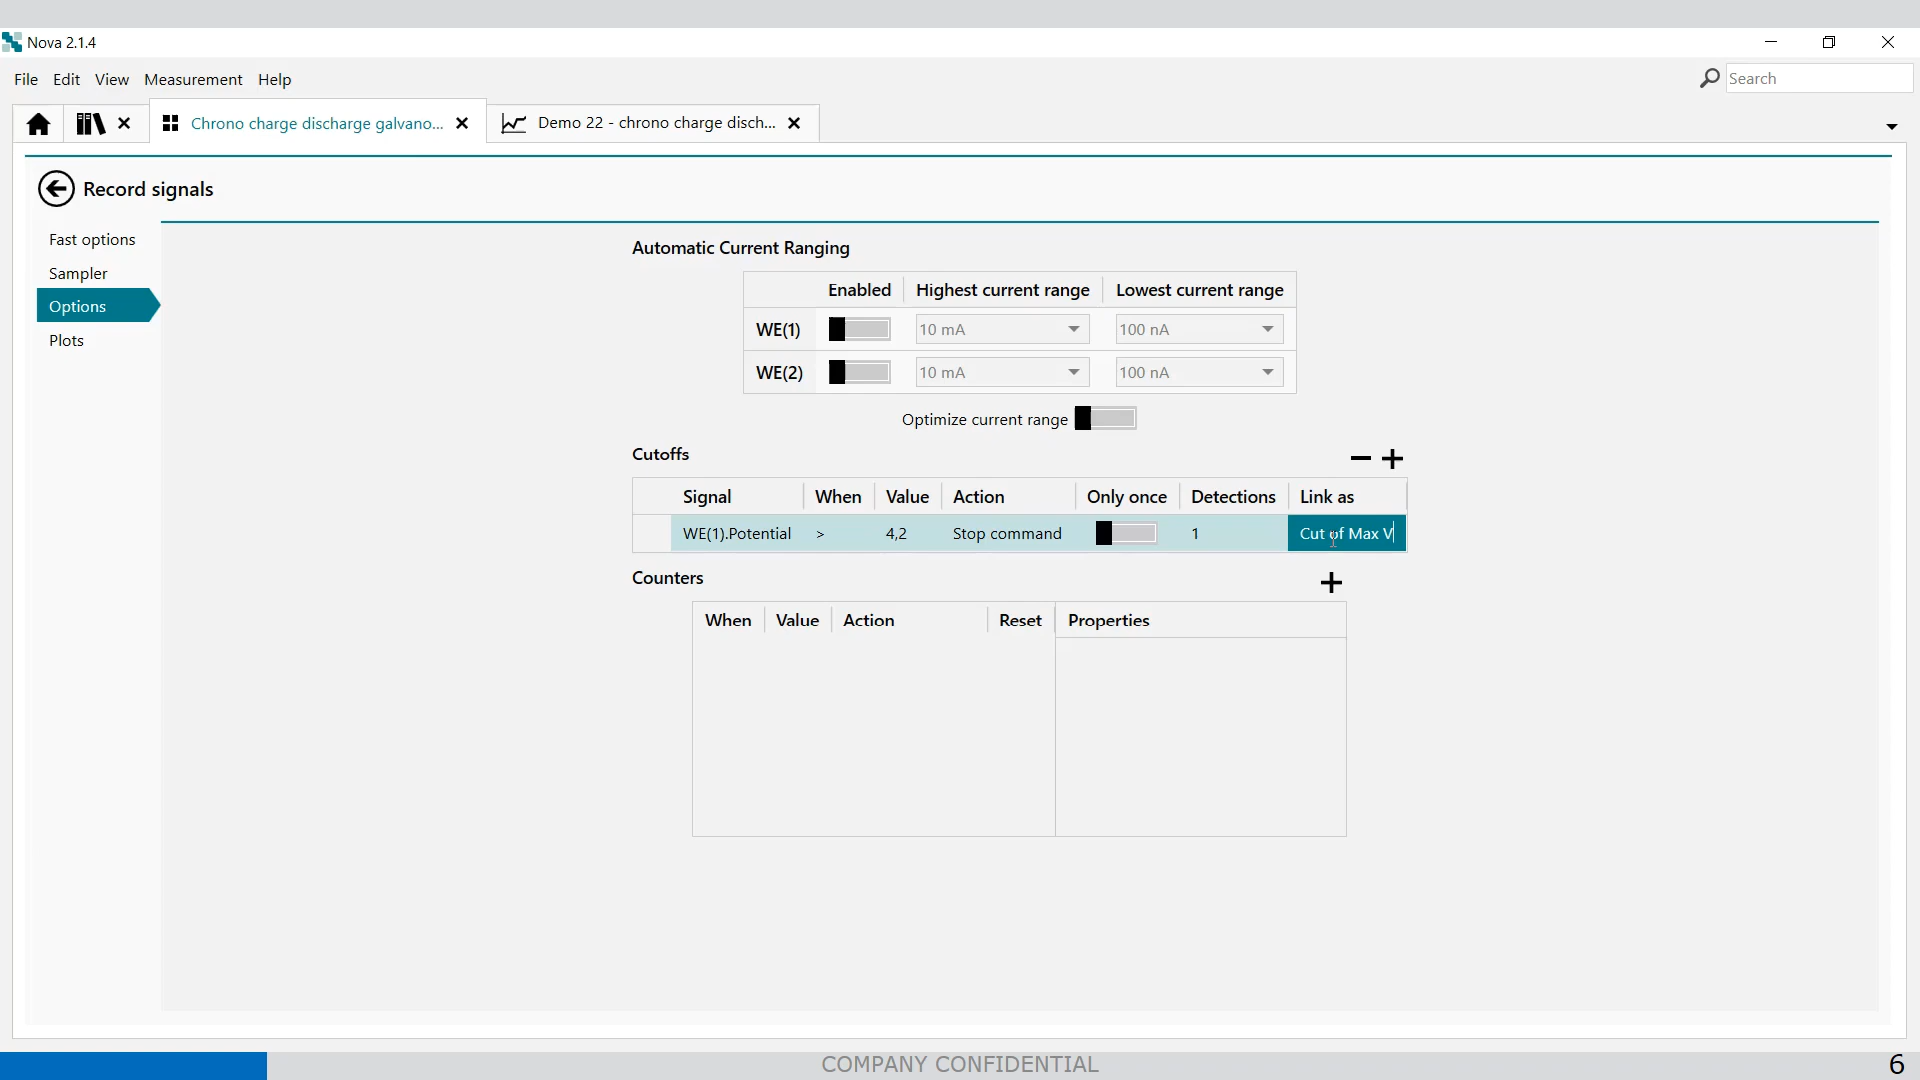 Nova 2.1.4
File Edit View Measurement Help
Search
Chrono charge discharge galvano...
Demo 22 - chrono charge disch...
Record signals
Fast options
Sampler
Options
Plots
Automatic Current Ranging
Enabled Highest current range Lowest current range
WE(1) 10 mA 100 nA
WE(2) 10 mA 100 nA
Optimize current range
Cutoffs
Signal When Value Action Only once Detections Link as
WE(1).Potential > 4,2 Stop command 1 Cut of Max V
Counters
When Value Action Reset Properties
COMPANY CONFIDENTIAL
6